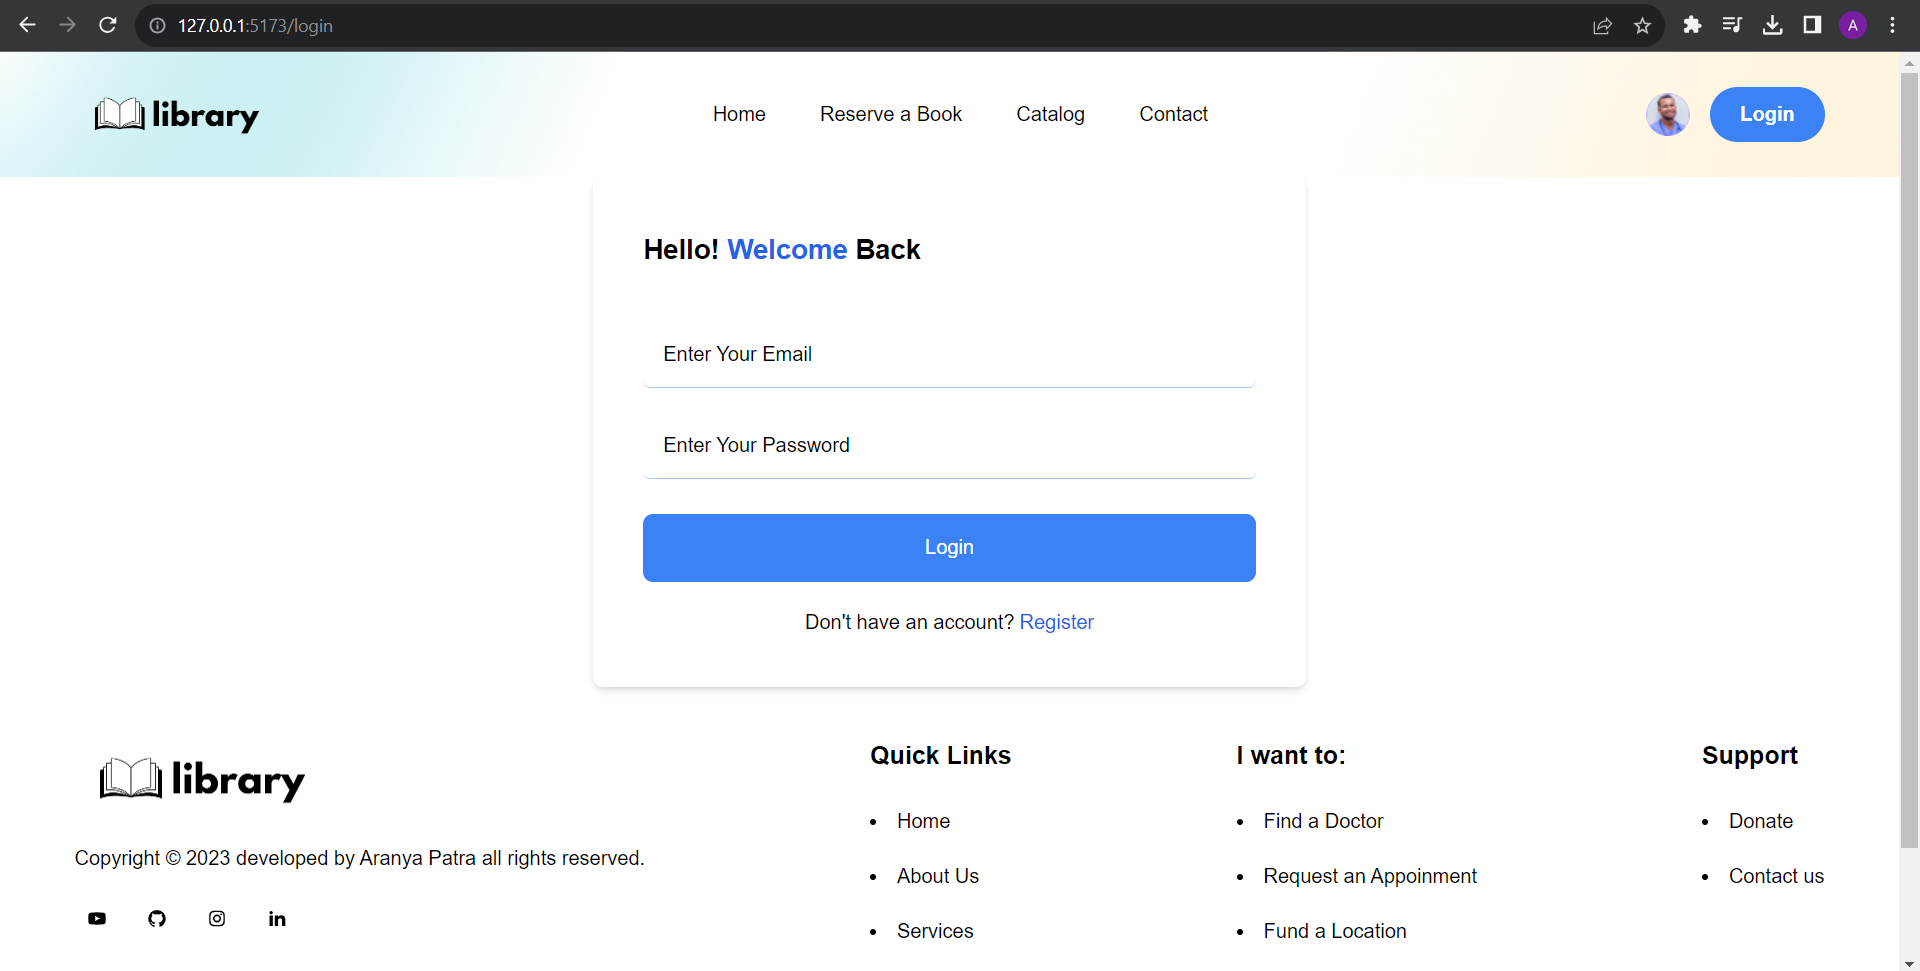 127.0.0.1:5173/login
A
library
Home Reserve a Book Catalog Contact
Login
Hello! Welcome Back
Enter Your Email
Enter Your Password
Login
Don't have an account? Register
library
Copyright © 2023 developed by Aranya Patra all rights reserved.
Quick Links
Home
About Us
Services
I want to:
Find a Doctor
Request an Appoinment
Fund a Location
Support
Donate
Contact us